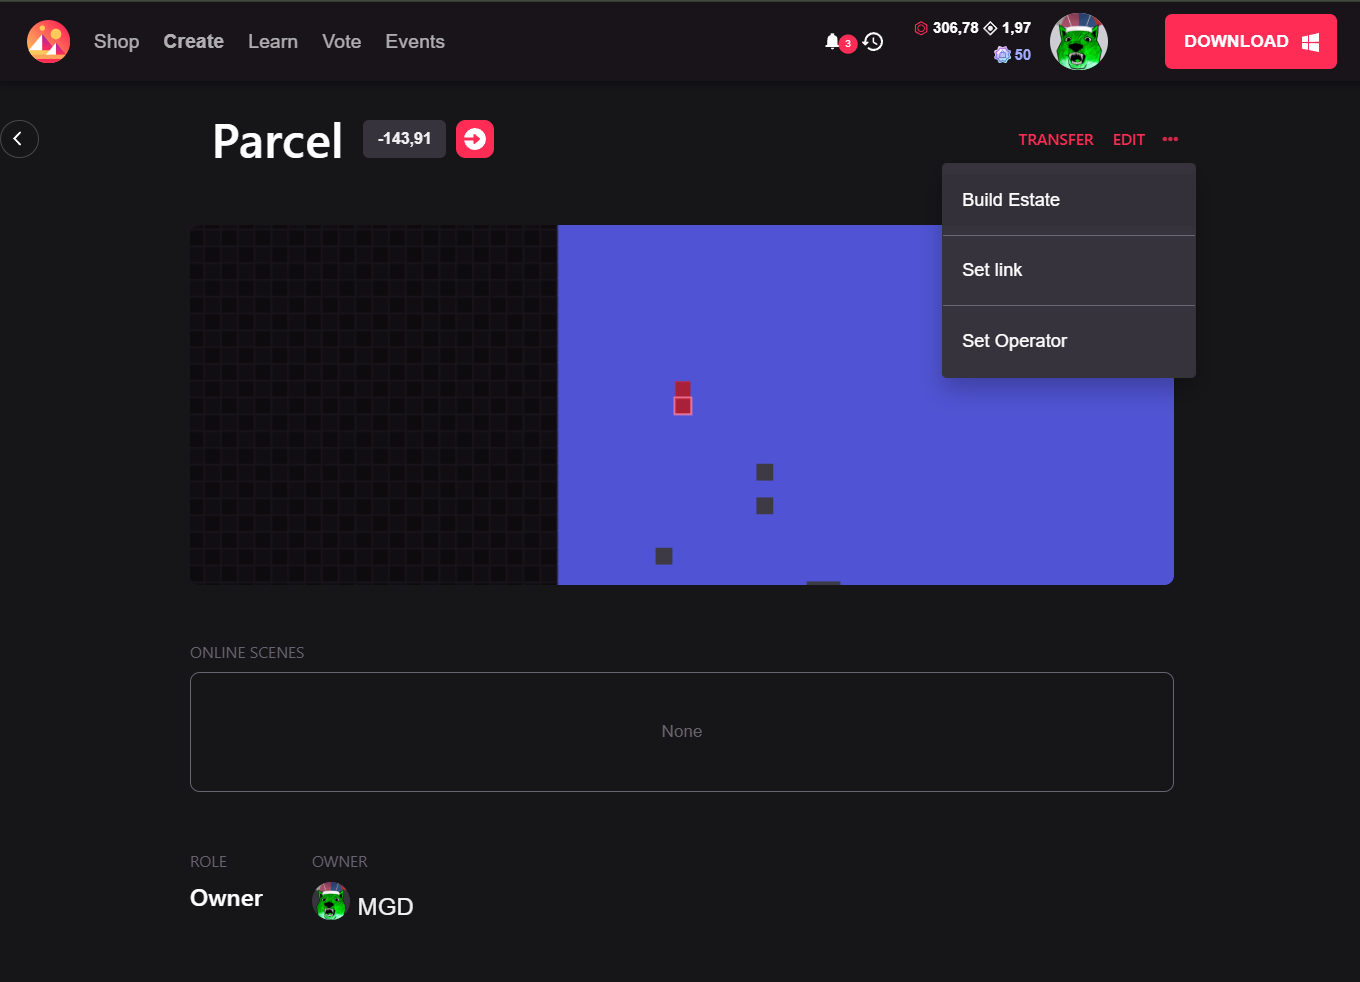 Shop Create Learn Vote Events 3 306,78 1,97 DOWNLOAD
50
Parcel -143,91 TRANSFER EDIT
Build Estate
Set link
Set Operator
ONLINE SCENES
None
ROLE OWNER
Owner MGD